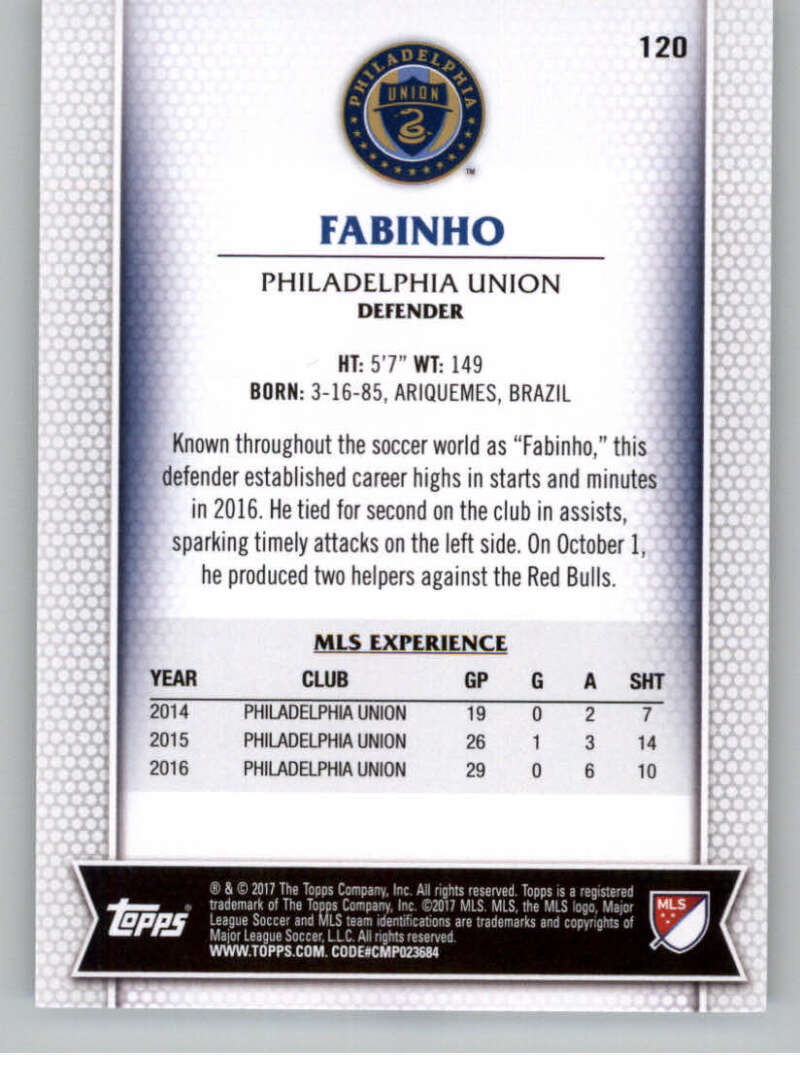 120
PHILADELPHIA
UNION
TM
FABINHO
PHILADELPHIA UNION
DEFENDER
HT: 5'7" WT: 149
BORN: 3-16-85, ARIQUEMES, BRAZIL
Known throughout the soccer world as "Fabinho," this
defender established career highs in starts and minutes
in 2016. He tied for second on the club in assists,
sparking timely attacks on the left side. On October 1,
he produced two helpers against the Red Bulls.
MLS EXPERIENCE
YEAR CLUB GP G A SHT
2014 PHILADELPHIA UNION 19 0 2 7
2015 PHILADELPHIA UNION 26 1 3 14
2016 PHILADELPHIA UNION 29 0 6 10
topps®
® & © 2017 The Topps Company, Inc. All rights reserved. Topps is a registered
trademark of The Topps Company, Inc. ©2017 MLS. MLS, the MLS logo, Major
League Soccer and MLS team identifications are trademarks and copyrights of
Major League Soccer, L.L.C. All rights reserved.
WWW.TOPPS.COM. CODE#CMP023684
MLS